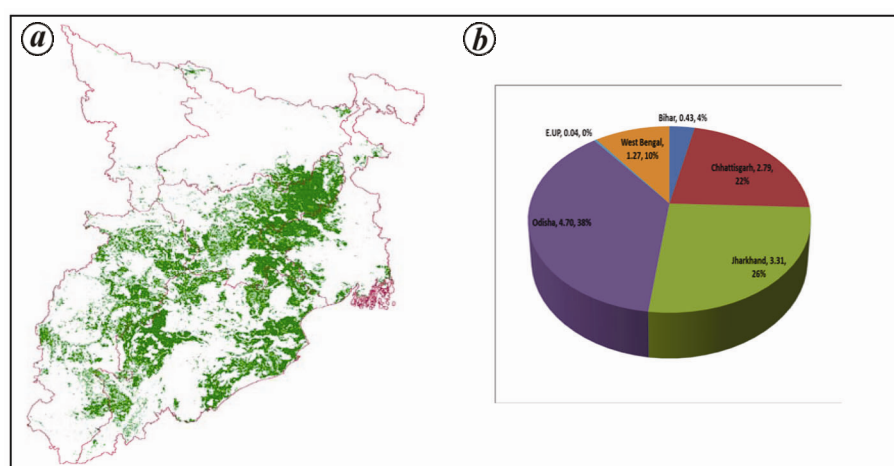 a
b
Bihar, 0.43, 4%
E.UP, 0.04, 0%
West Bengal,
1.27, 10%
Chhattisgarh, 2.79,
22%
Odisha, 4.70, 38%
Jharkhand, 3.31,
26%